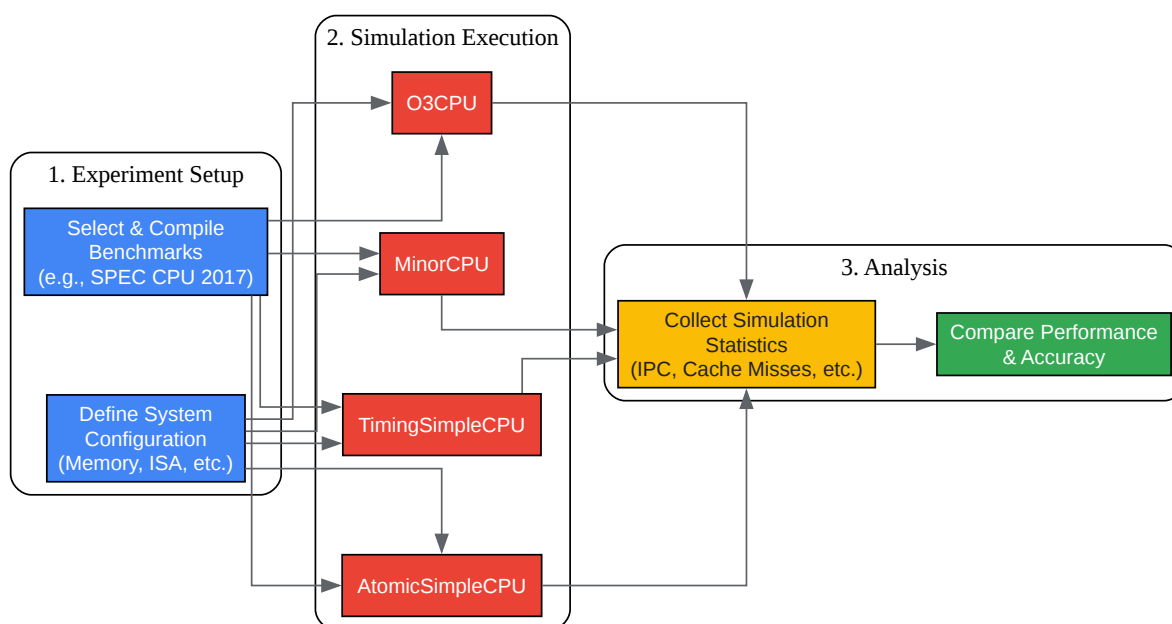 1. Experiment Setup
Select & Compile
Benchmarks
(e.g., SPEC CPU 2017)
Define System
Configuration
(Memory, ISA, etc.)
2. Simulation Execution
O3CPU
MinorCPU
TimingSimpleCPU
AtomicSimpleCPU
3. Analysis
Collect Simulation
Statistics
(IPC, Cache Misses, etc.)
Compare Performance
& Accuracy